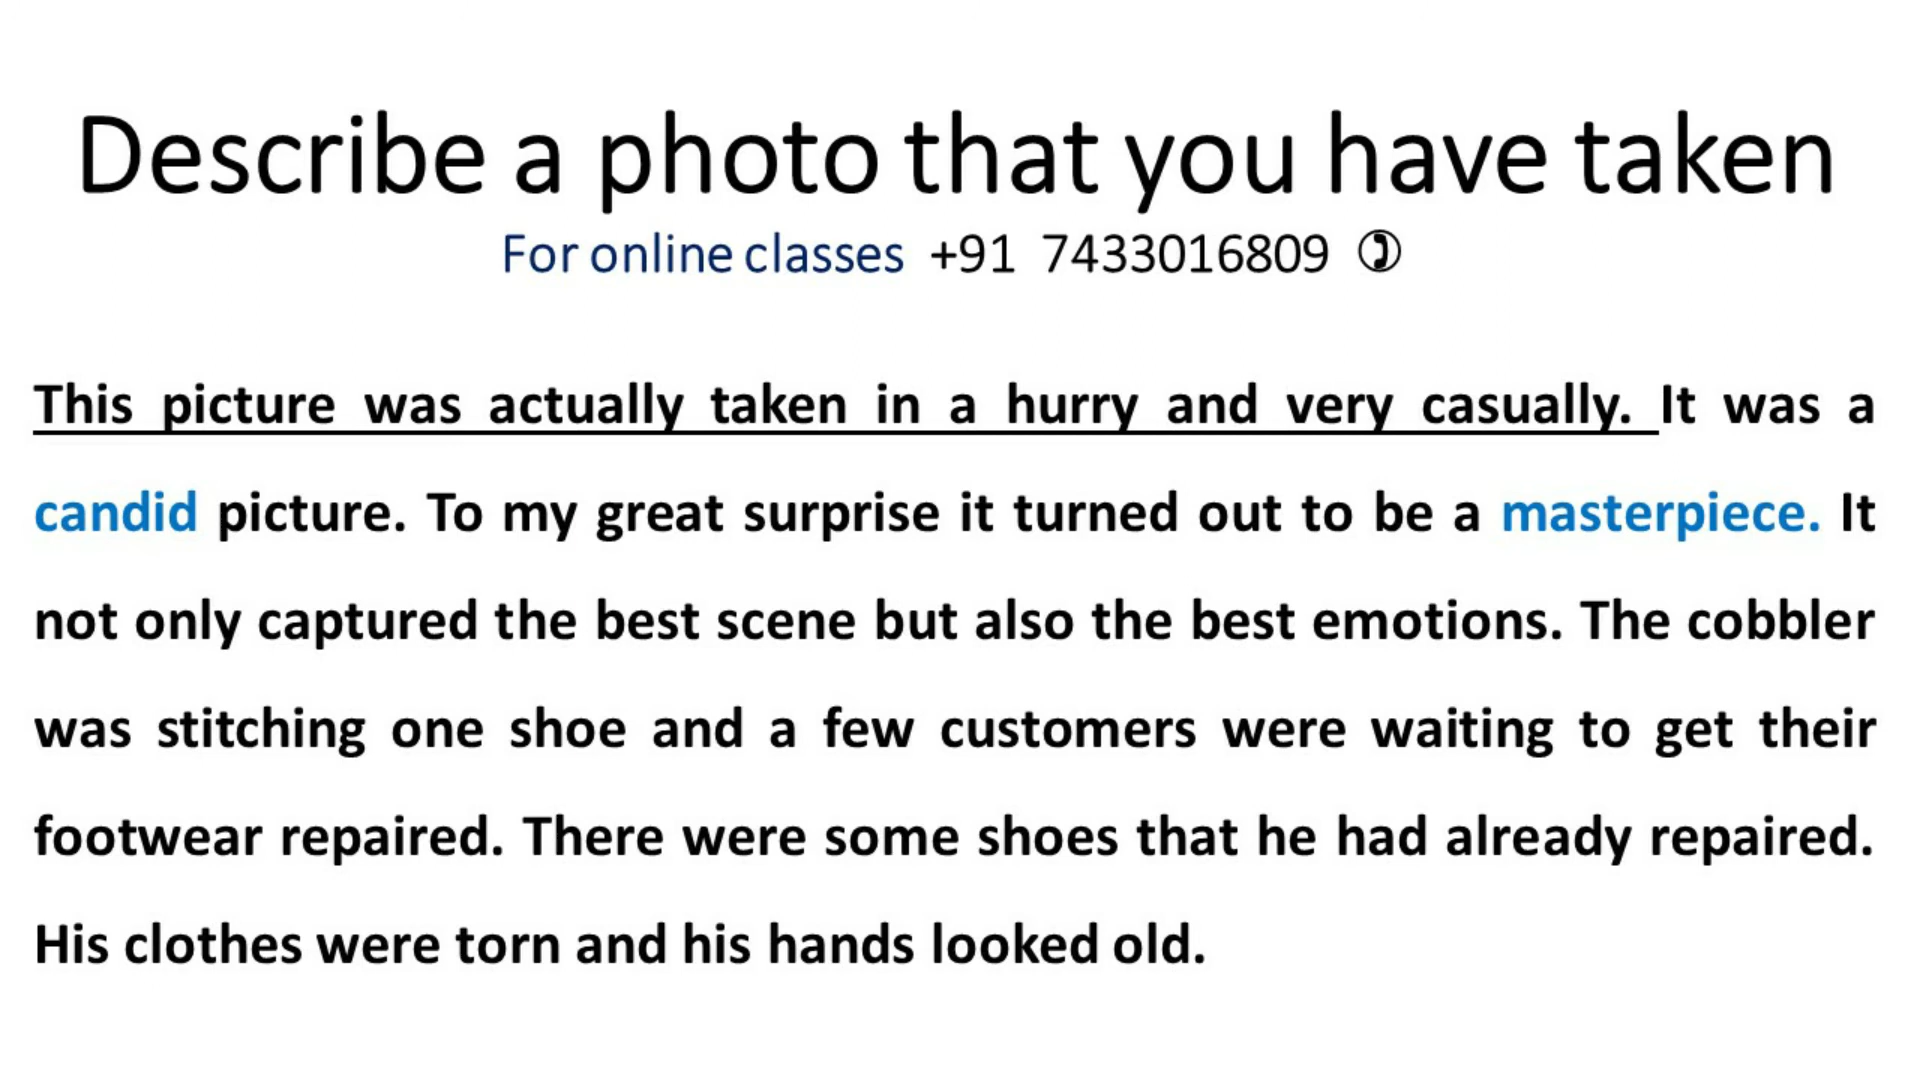 Describe a photo that you have taken
For online classes +91 7433016809 ✆
This picture was actually taken in a hurry and very casually. It was a
candid picture. To my great surprise it turned out to be a masterpiece. It
not only captured the best scene but also the best emotions. The cobbler
was stitching one shoe and a few customers were waiting to get their
footwear repaired. There were some shoes that he had already repaired.
His clothes were torn and his hands looked old.